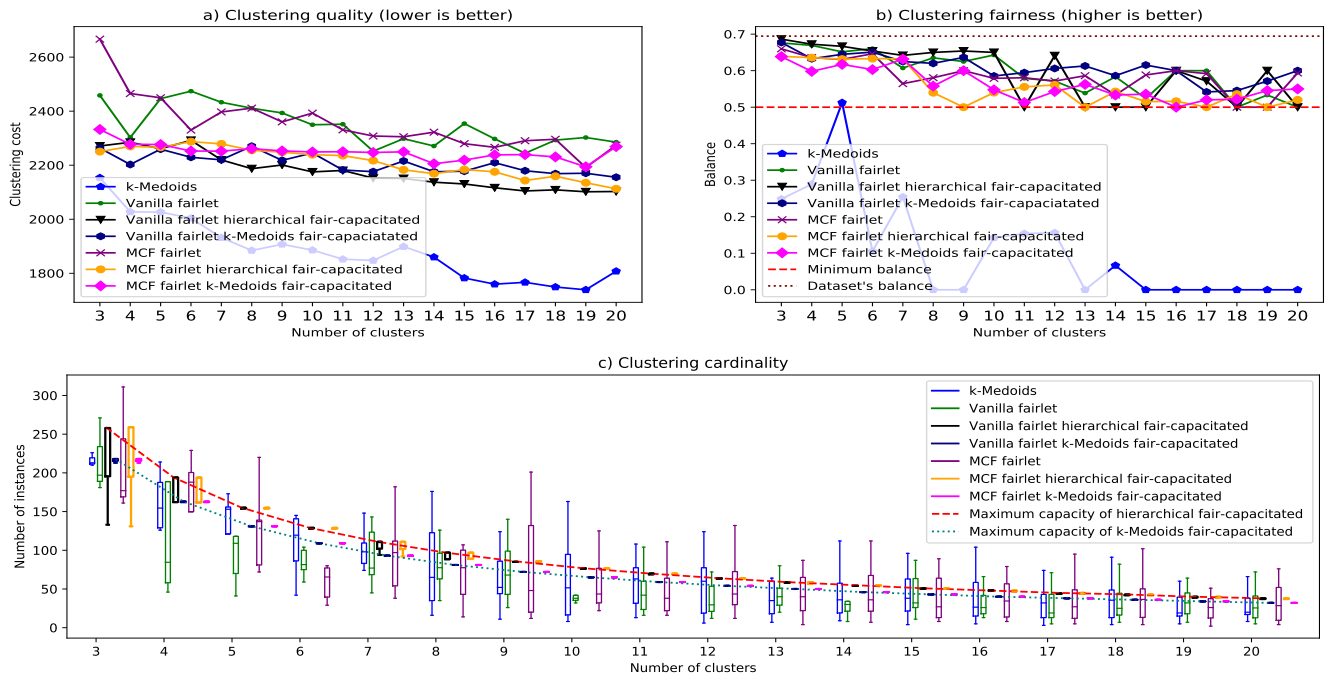 a) Clustering quality (lower is better)
Clustering cost
2600
2400
2200
2000
1800
k-Medoids
Vanilla fairlet
Vanilla fairlet hierarchical fair-capacitated
Vanilla fairlet k-Medoids fair-capaciatated
MCF fairlet
MCF fairlet hierarchical fair-capacitated
MCF fairlet k-Medoids fair-capacitated
3 4 5 6 7 8 9 10 11 12 13 14 15 16 17 18 19 20
Number of clusters
b) Clustering fairness (higher is better)
Balance
0.7
0.6
0.5
0.4
0.3
0.2
0.1
0.0
k-Medoids
Vanilla fairlet
Vanilla fairlet hierarchical fair-capacitated
Vanilla fairlet k-Medoids fair-capaciatated
MCF fairlet
MCF fairlet hierarchical fair-capacitated
MCF fairlet k-Medoids fair-capacitated
Minimum balance
Dataset's balance
3 4 5 6 7 8 9 10 11 12 13 14 15 16 17 18 19 20
Number of clusters
c) Clustering cardinality
Number of instances
300
250
200
150
100
50
0
k-Medoids
Vanilla fairlet
Vanilla fairlet hierarchical fair-capacitated
Vanilla fairlet k-Medoids fair-capacitated
MCF fairlet
MCF fairlet hierarchical fair-capacitated
MCF fairlet k-Medoids fair-capacitated
Maximum capacity of hierarchical fair-capacitated
Maximum capacity of k-Medoids fair-capacitated
3 4 5 6 7 8 9 10 11 12 13 14 15 16 17 18 19 20
Number of clusters